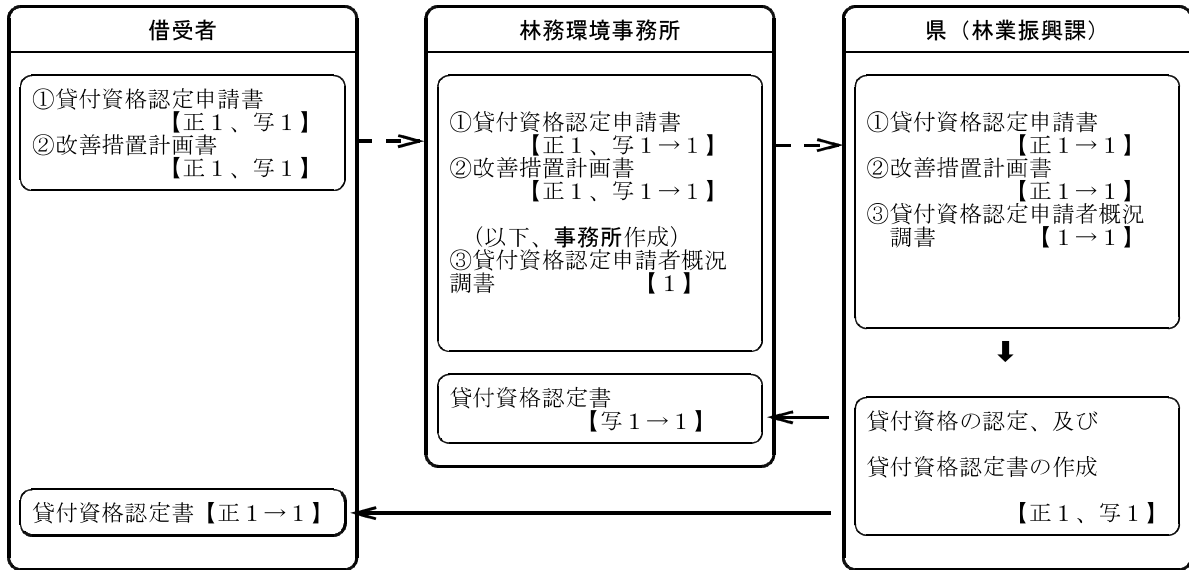 借受者
①貸付資格認定申請書
【正1、写1】
②改善措置計画書
【正1、写1】
貸付資格認定書【正1→1】
林務環境事務所
①貸付資格認定申請書
【正1、写1→1】
②改善措置計画書
【正1、写1→1】
（以下、事務所作成）
③貸付資格認定申請者概況
調書 【1】
貸付資格認定書
【写1→1】
県（林業振興課）
①貸付資格認定申請書
【正1→1】
②改善措置計画書
【正1→1】
③貸付資格認定申請者概況
調書 【1→1】
貸付資格の認定、及び
貸付資格認定書の作成
【正1、写1】